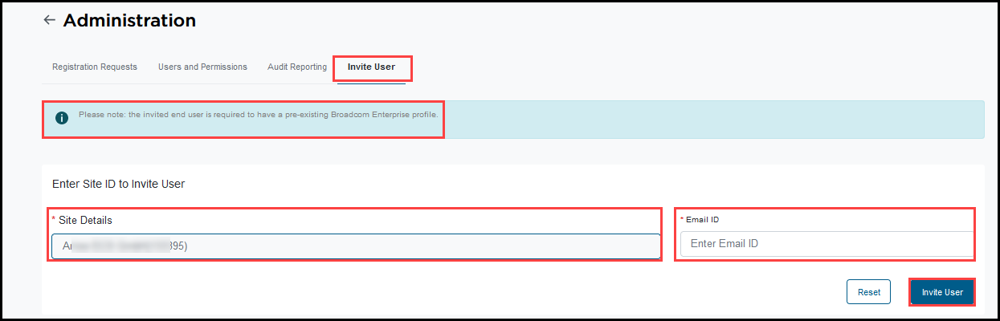 Administration
Registration Requests Users and Permissions Audit Reporting Invite User
Please note: the invited end user is required to have a pre-existing Broadcom Enterprise profile.
Enter Site ID to Invite User
* Site Details
* Email ID
395)
Enter Email ID
Reset
Invite User